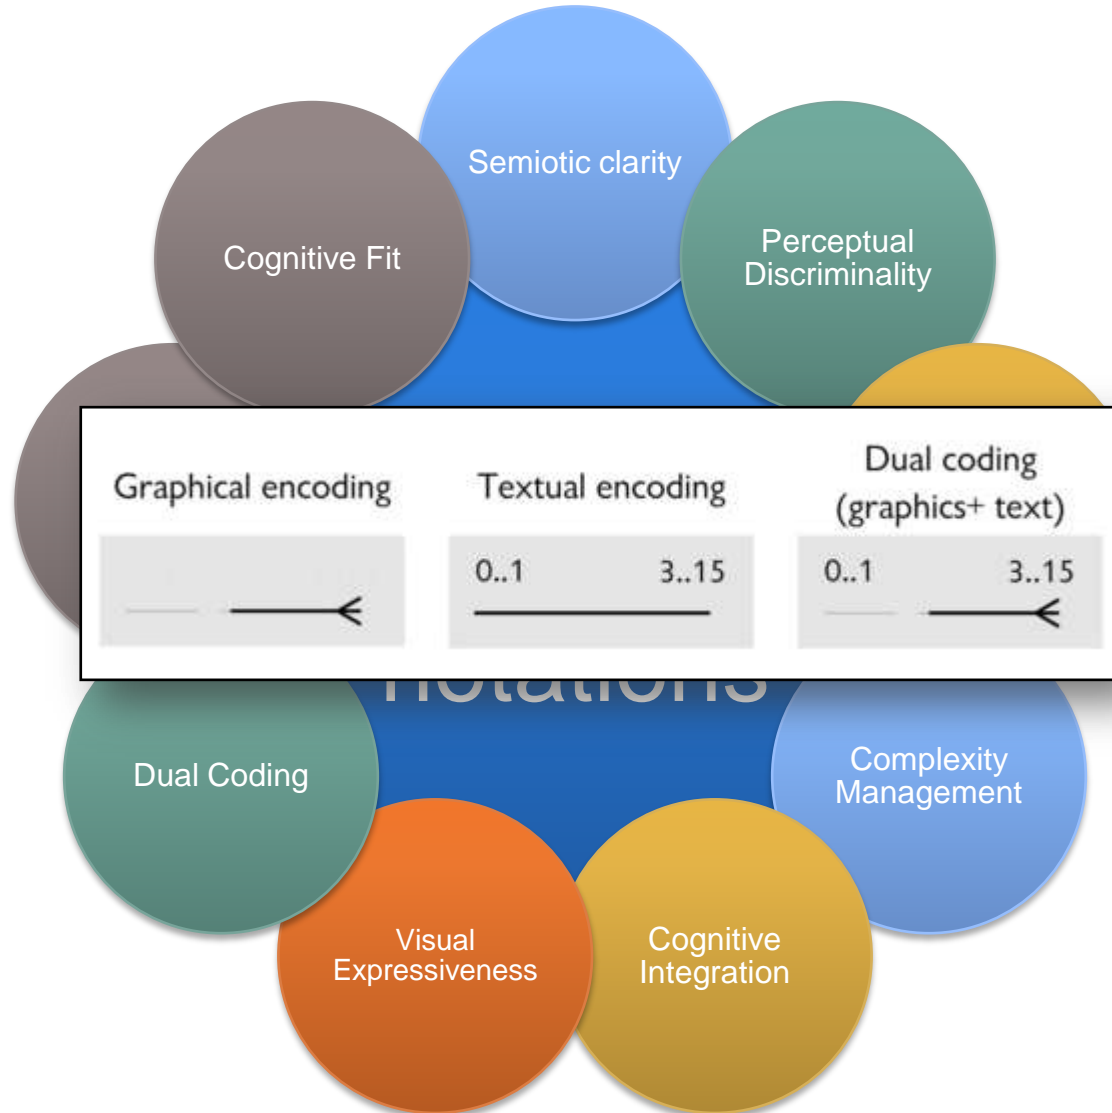 Semiotic clarity
Cognitive Fit
Perceptual
Discriminality
Graphical encoding
Textual encoding
Dual coding
(graphics+ text)
0..1 3..15
0..1 3..15
notations
Dual Coding
Complexity
Management
Visual
Expressiveness
Cognitive
Integration